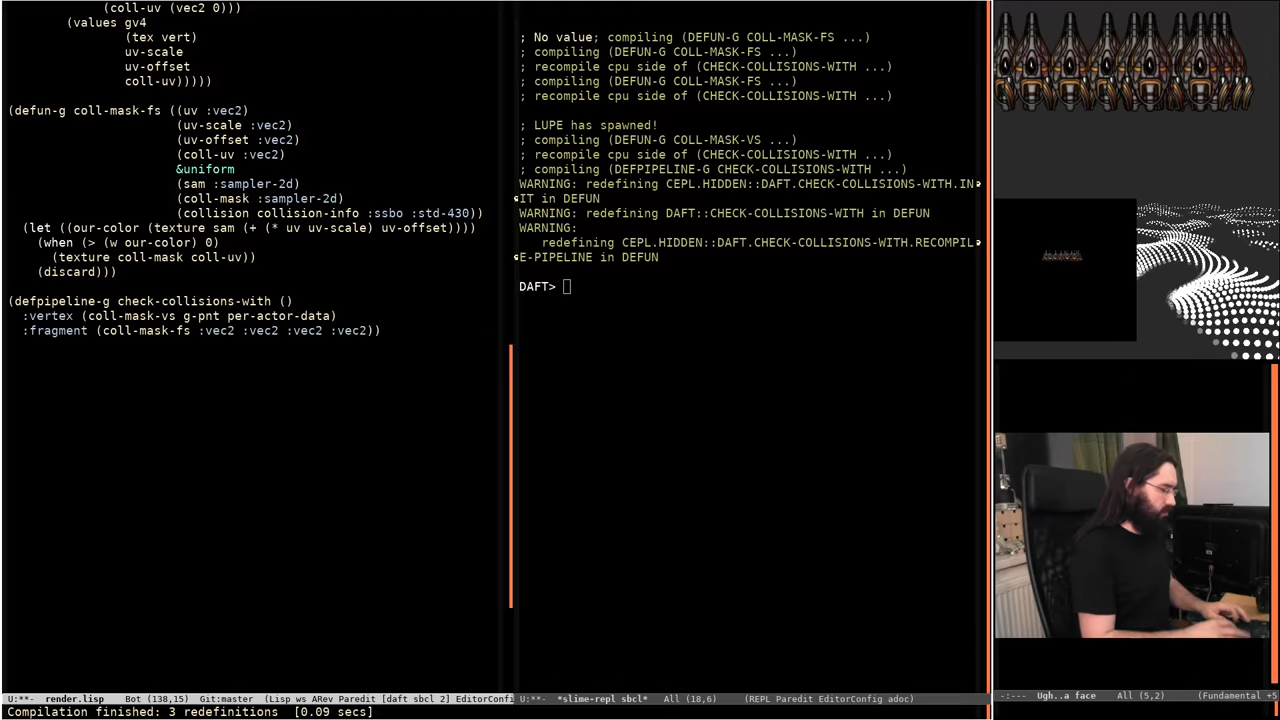 (coll-uv (vec2 0)))
(values gv4
(tex vert)
uv-scale
uv-offset
coll-uv)))))
(defun-g coll-mask-fs ((uv :vec2)
(uv-scale :vec2)
(uv-offset :vec2)
(coll-uv :vec2)
&uniform
(sam :sampler-2d)
(coll-mask :sampler-2d)
(collision collision-info :ssbo :std-430))
(let ((our-color (texture sam (+ (* uv uv-scale) uv-offset))))
(when (> (w our-color) 0)
(texture coll-mask coll-uv))
(discard)))
(defpipeline-g check-collisions-with ()
:vertex (coll-mask-vs g-pnt per-actor-data)
:fragment (coll-mask-fs :vec2 :vec2 :vec2 :vec2))
U:**-  render.lisp    Bot (138,15)  Git:master  (Lisp ws ARev Paredit [daft sbcl 2] EditorConfi
Compilation finished: 3 redefinitions  [0.09 secs]
; No value; compiling (DEFUN-G COLL-MASK-FS ...)
; compiling (DEFUN-G COLL-MASK-FS ...)
; recompile cpu side of (CHECK-COLLISIONS-WITH ...)
; compiling (DEFUN-G COLL-MASK-FS ...)
; recompile cpu side of (CHECK-COLLISIONS-WITH ...)
; LUPE has spawned!
; compiling (DEFUN-G COLL-MASK-VS ...)
; recompile cpu side of (CHECK-COLLISIONS-WITH ...)
; compiling (DEFPIPELINE-G CHECK-COLLISIONS-WITH ...)
WARNING: redefining CEPL.HIDDEN::DAFT.CHECK-COLLISIONS-WITH.IN
IT in DEFUN
WARNING: redefining DAFT::CHECK-COLLISIONS-WITH in DEFUN
WARNING:
redefining CEPL.HIDDEN::DAFT.CHECK-COLLISIONS-WITH.RECOMPIL
E-PIPELINE in DEFUN
DAFT>
U:**-  *slime-repl sbcl*   All (18,6)    (REPL Paredit EditorConfig adoc)
-:---  Ugh..a face    All (5,2)    (Fundamental +5